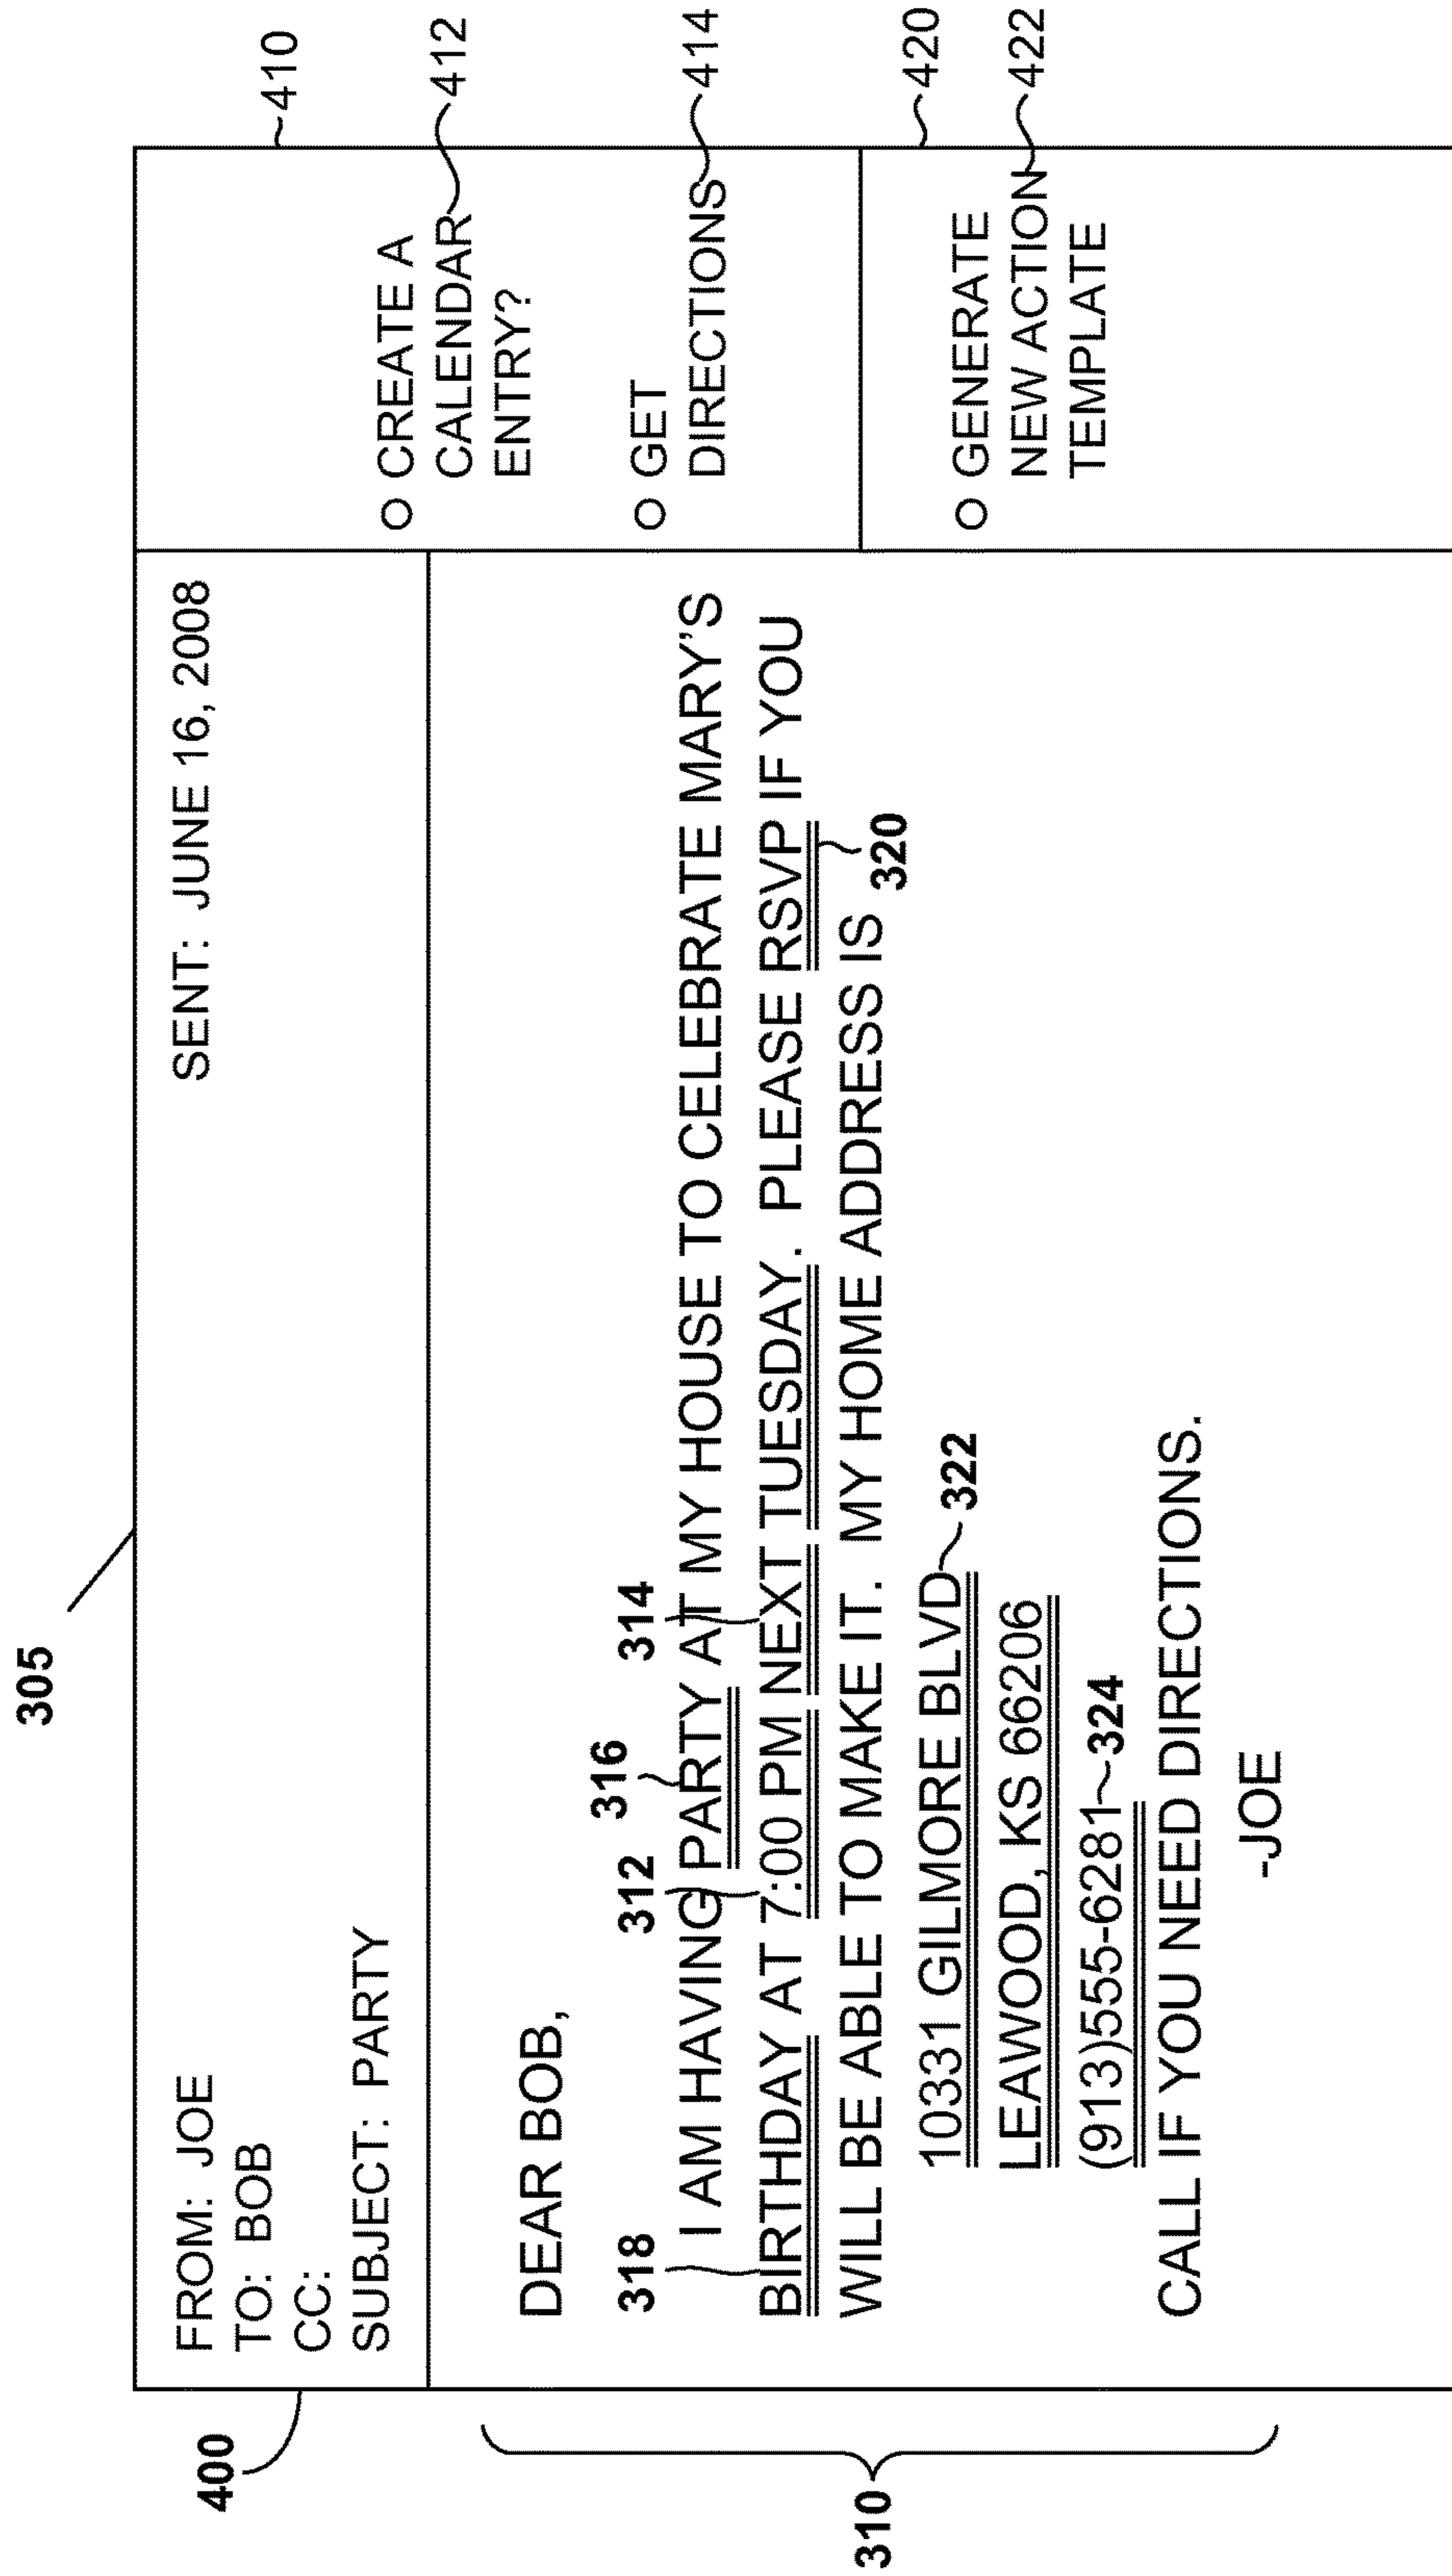 305
400
FROM: JOE
TO: BOB
CC:
SUBJECT: PARTY
SENT: JUNE 16, 2008
310
DEAR BOB,
318
312
316
314
I AM HAVING PARTY AT MY HOUSE TO CELEBRATE MARY'S
BIRTHDAY AT 7:00 PM NEXT TUESDAY. PLEASE RSVP IF YOU
320
WILL BE ABLE TO MAKE IT. MY HOME ADDRESS IS
10331 GILMORE BLVD 322
LEAWOOD, KS 66206
(913)555-6281 324
CALL IF YOU NEED DIRECTIONS.
-JOE
410
O CREATE A
CALENDAR 412
ENTRY?
O GET
DIRECTIONS 414
420
O GENERATE
NEW ACTION 422
TEMPLATE